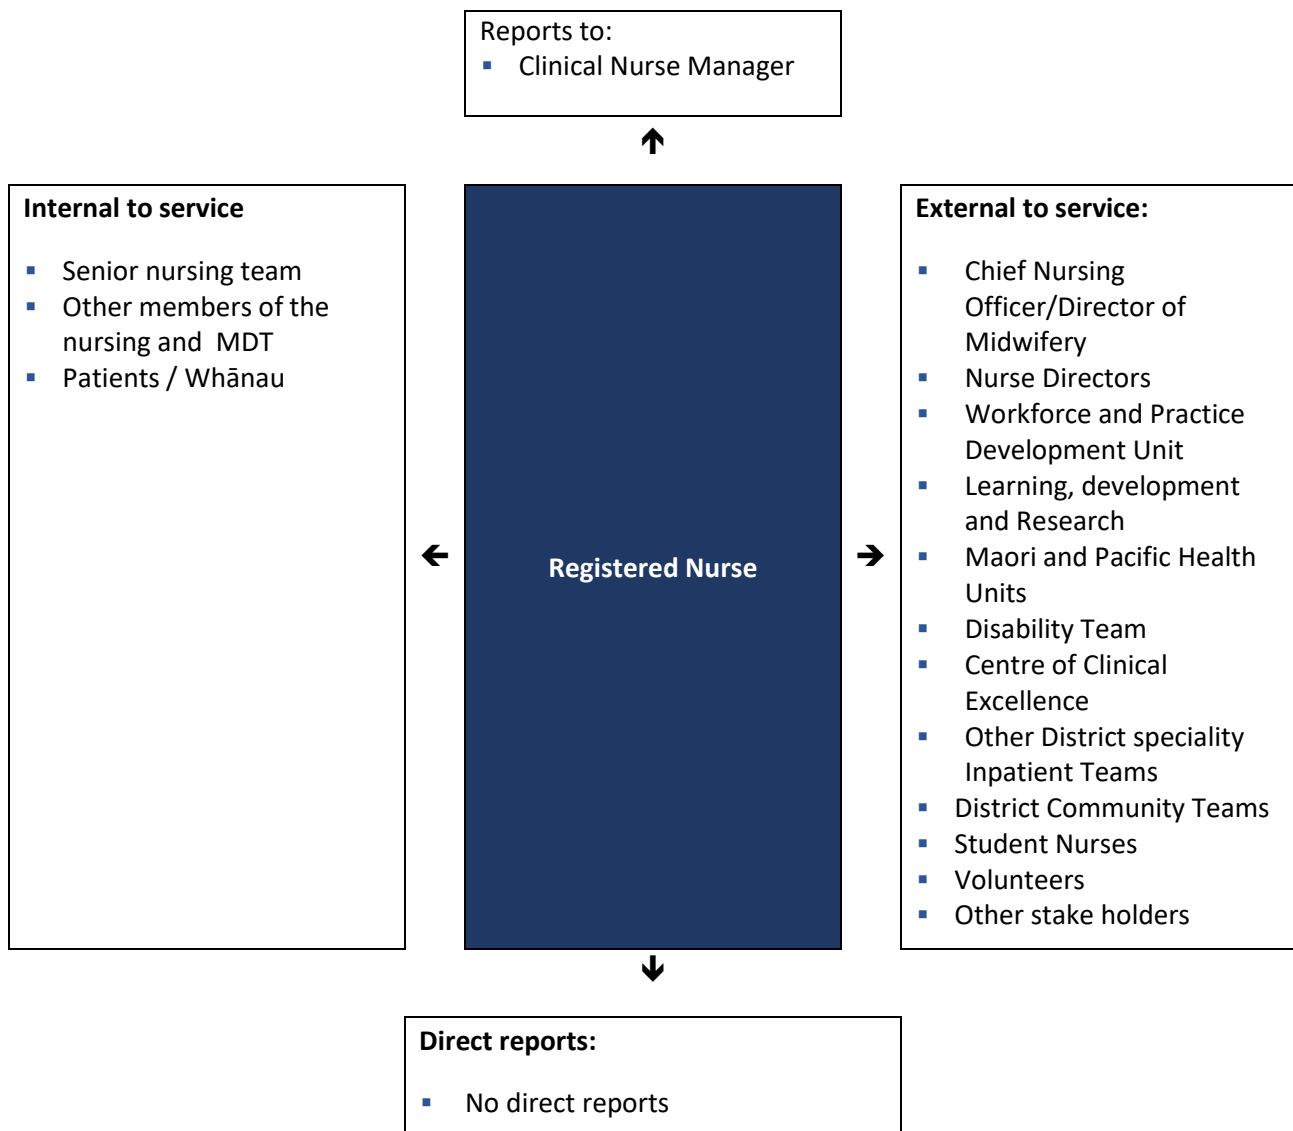 Reports to:
▪ Clinical Nurse Manager
Internal to service
▪ Senior nursing team
▪ Other members of the
nursing and  MDT
▪ Patients / Whānau
Registered Nurse
External to service:
▪ Chief Nursing
Officer/Director of
Midwifery
▪ Nurse Directors
▪ Workforce and Practice
Development Unit
▪ Learning, development
and Research
▪ Maori and Pacific Health
Units
▪ Disability Team
▪ Centre of Clinical
Excellence
▪ Other District speciality
Inpatient Teams
▪ District Community Teams
▪ Student Nurses
▪ Volunteers
▪ Other stake holders
Direct reports:
▪ No direct reports